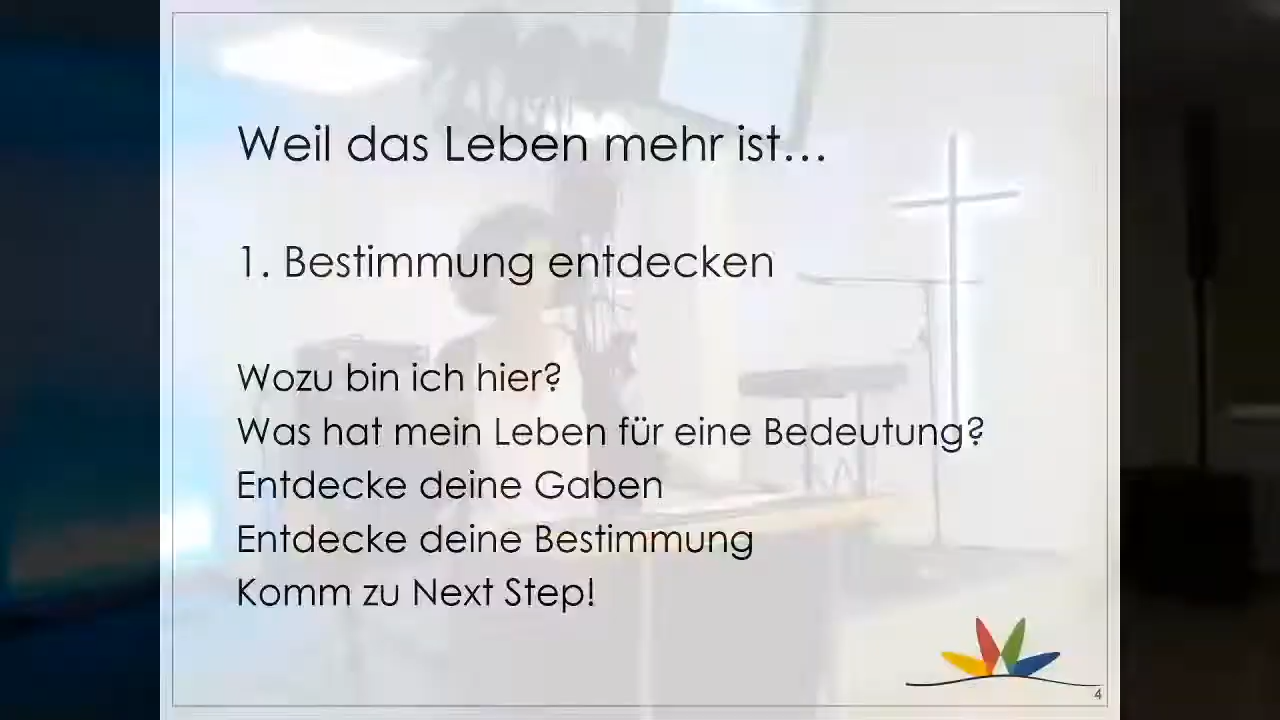 Weil das Leben mehr ist…
1. Bestimmung entdecken
Wozu bin ich hier?
Was hat mein Leben für eine Bedeutung?
Entdecke deine Gaben
Entdecke deine Bestimmung
Komm zu Next Step!
4